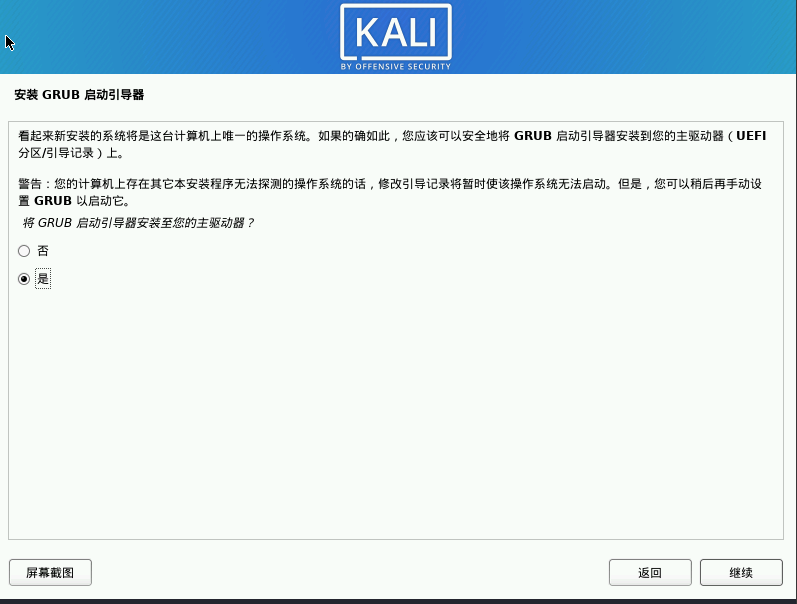 KALI
BY OFFENSIVE SECURITY
安装 GRUB 启动引导器
看起来新安装的系统将是这台计算机上唯一的操作系统。如果的确如此，您应该可以安全地将 GRUB 启动引导器安装到您的主驱动器（UEFI
分区/引导记录）上。
警告：您的计算机上存在其它本安装程序无法探测的操作系统的话，修改引导记录将暂时使该操作系统无法启动。但是，您可以稍后再手动设
置 GRUB 以启动它。
将 GRUB 启动引导器安装至您的主驱动器？
否
是
屏幕截图
返回
继续